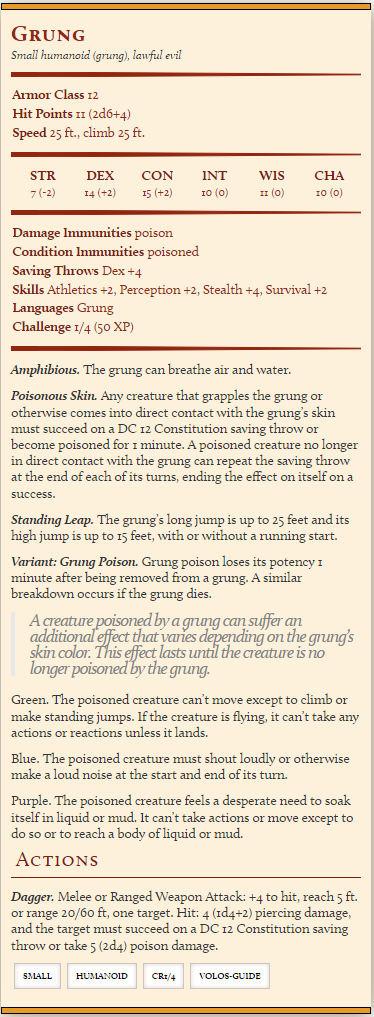 Grung
Small humanoid (grung), lawful evil
Armor Class 12
Hit Points 11 (2d6+4)
Speed 25 ft., climb 25 ft.
STR DEX CON INT WIS CHA
7 (-2) 14 (+2) 15 (+2) 10 (0) 11 (0) 10 (0)
Damage Immunities poison
Condition Immunities poisoned
Saving Throws Dex +4
Skills Athletics +2, Perception +2, Stealth +4, Survival +2
Languages Grung
Challenge 1/4 (50 XP)
Amphibious. The grung can breathe air and water.
Poisonous Skin. Any creature that grapples the grung or
otherwise comes into direct contact with the grung's skin
must succeed on a DC 12 Constitution saving throw or
become poisoned for 1 minute. A poisoned creature no longer
in direct contact with the grung can repeat the saving throw
at the end of each of its turns, ending the effect on itself on a
success.
Standing Leap. The grung's long jump is up to 25 feet and its
high jump is up to 15 feet, with or without a running start.
Variant: Grung Poison. Grung poison loses its potency 1
minute after being removed from a grung. A similar
breakdown occurs if the grung dies.
A creature poisoned by a grung can suffer an
additional effect that varies depending on the grung's
skin color. This effect lasts until the creature is no
longer poisoned by the grung.
Green. The poisoned creature can't move except to climb or
make standing jumps. If the creature is flying, it can't take any
actions or reactions unless it lands.
Blue. The poisoned creature must shout loudly or otherwise
make a loud noise at the start and end of its turn.
Purple. The poisoned creature feels a desperate need to soak
itself in liquid or mud. It can't take actions or move except to
do so or to reach a body of liquid or mud.
Actions
Dagger. Melee or Ranged Weapon Attack: +4 to hit, reach 5 ft.
or range 20/60 ft, one target. Hit: 4 (1d4+2) piercing damage,
and the target must succeed on a DC 12 Constitution saving
throw or take 5 (2d4) poison damage.
SMALL HUMANOID CR1/4 VOLOS-GUIDE